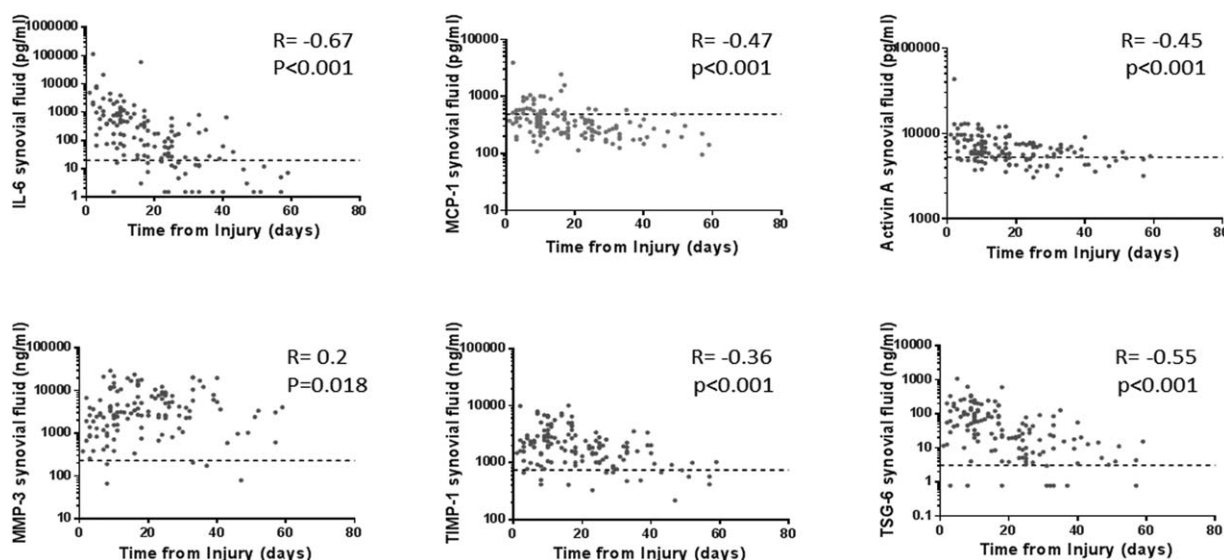 IL-6 synovial fluid (pg/ml)
1000000
100000
10000
1000
100
10
1
0
20
40
60
80
Time from Injury (days)
R= -0.67
P<0.001
MCP-1 synovial fluid (pg/ml)
10000
1000
100
10
0
20
40
60
80
Time from Injury (days)
R= -0.47
p<0.001
Activin A synovial fluid (pg/ml)
100000
10000
1000
0
20
40
60
80
Time from Injury (days)
R= -0.45
p<0.001
MMP-3 synovial fluid (ng/ml)
100000
10000
1000
100
10
0
20
40
60
80
Time from Injury (days)
R= 0.2
P=0.018
TIMP-1 synovial fluid (ng/ml)
100000
10000
1000
100
0
20
40
60
80
Time from Injury (days)
R= -0.36
p<0.001
TSG-6 synovial fluid (ng/ml)
10000
1000
100
10
1
0.1
0
20
40
60
80
Time from Injury (days)
R= -0.55
p<0.001